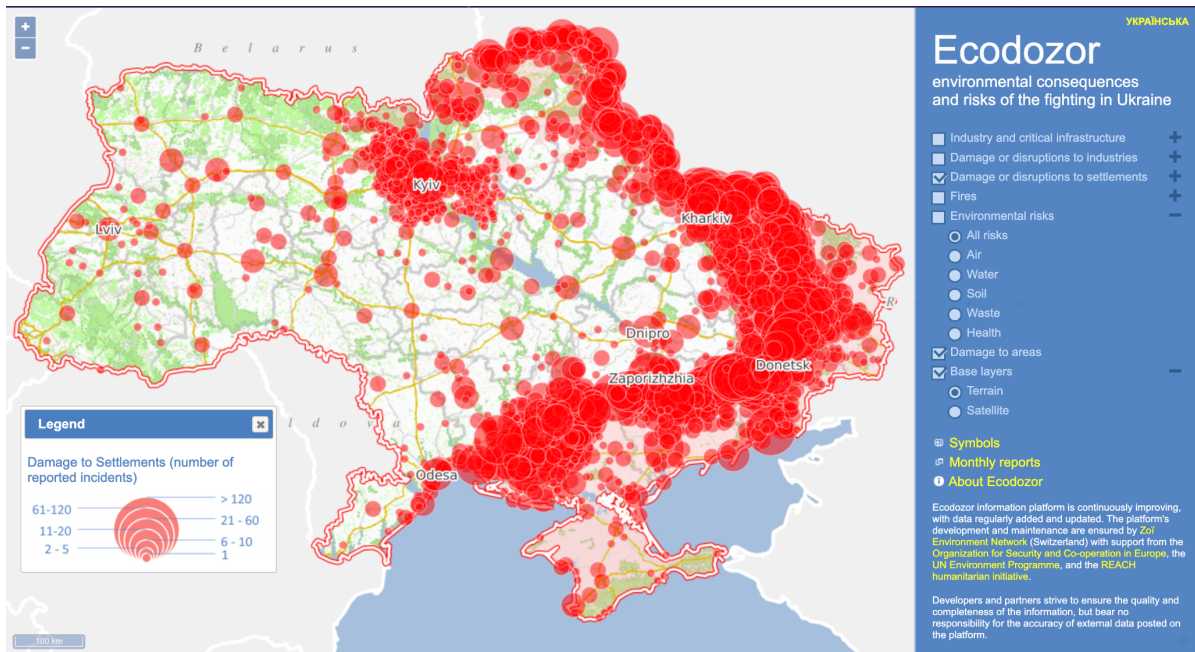 +
УКРАЇНСЬКА
−
Ecodozor
environmental consequences
and risks of the fighting in Ukraine
Industry and critical infrastructure
Damage or disruptions to industries
Damage or disruptions to settlements
Fires
Environmental risks
All risks
Air
Water
Soil
Waste
Health
Damage to areas
Base layers
Terrain
Satellite
Symbols
Monthly reports
About Ecodozor
Ecodozor information platform is continuously improving,
with data regularly added and updated. The platform's
development and maintenance are ensured by Zoï
Environment Network (Switzerland) with support from the
Organization for Security and Co-operation in Europe, the
UN Environment Programme, and the REACH
humanitarian initiative.
Developers and partners strive to ensure the quality and
completeness of the information, but bear no
responsibility for the accuracy of external data posted on
the platform.
Belarus
Kyiv
Lviv
Kharkiv
R
Dnipro
Donetsk
Zaporizhzhia
ldova
Odesa
Legend
Damage to Settlements (number of
reported incidents)
> 120
61-120
21 - 60
11-20
6 - 10
2 - 5
1
100 km